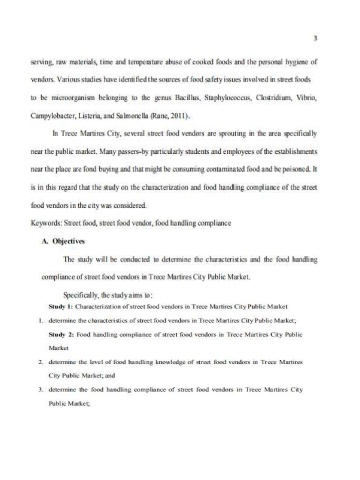 3
serving, raw materials, time and temperature abuse of cooked foods and the personal hygiene of
vendors. Various studies have identified the sources of food safety issues involved in street foods
to be microorganism belonging to the genus Bacillus, Staphylococcus, Clostridium, Vibrio,
Campylobacter, Listeria, and Salmonella (Rane, 2011).
In Trece Martires City, several street food vendors are sprouting in the area specifically
near the public market. Many passers-by particularly students and employees of the establishments
near the place are fond buying and that might be consuming contaminated food and be poisoned. It
is in this regard that the study on the characterization and food handling compliance of the street
food vendors in the city was considered.
Keywords: Street food, street food vendor, food handling compliance
A. Objectives
The study will be conducted to determine the characteristics and the food handling
compliance of street food vendors in Trece Martires City Public Market.
Specifically, the study aims to:
Study 1: Characterization of street food vendors in Trece Martires City Public Market
1. determine the characteristics of street food vendors in Trece Martires City Public Market;
Study 2: Food handling compliance of street food vendors in Trece Martires City Public
Market
2. determine the level of food handling knowledge of street food vendors in Trece Martires
City Public Market; and
3. determine the food handling compliance of street food vendors in Trece Martires City
Public Market;